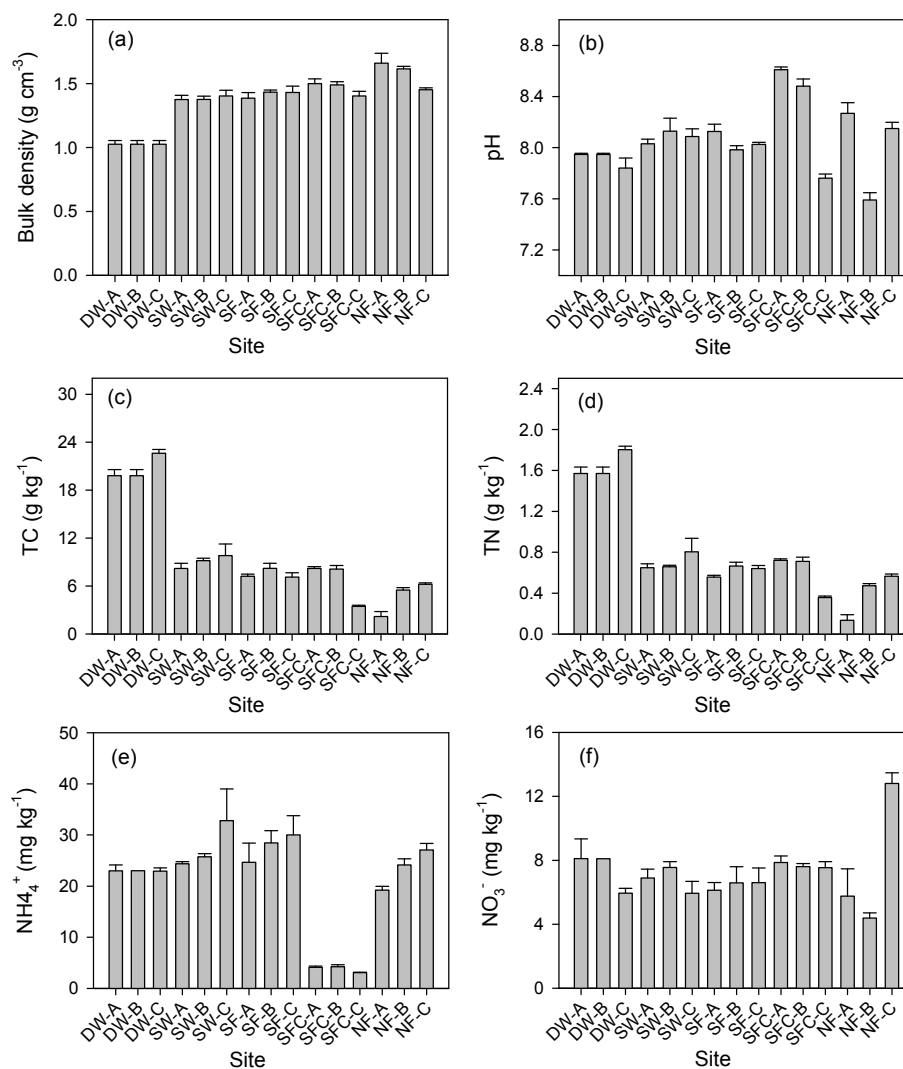 (a)
Bulk density (g cm⁻³)
2.0
1.5
1.0
0.5
0.0
DW-A DW-B DW-C SW-A SW-B SW-C SF-A SF-B SF-C SFC-A SFC-B SFC-C NF-A NF-B NF-C
Site
(b)
pH
8.8
8.4
8.0
7.6
7.2
DW-A DW-B DW-C SW-A SW-B SW-C SF-A SF-B SF-C SFC-A SFC-B SFC-C NF-A NF-B NF-C
Site
(c)
TC (g kg⁻¹)
30
24
18
12
6
0
DW-A DW-B DW-C SW-A SW-B SW-C SF-A SF-B SF-C SFC-A SFC-B SFC-C NF-A NF-B NF-C
Site
(d)
TN (g kg⁻¹)
2.4
2.0
1.6
1.2
0.8
0.4
0.0
DW-A DW-B DW-C SW-A SW-B SW-C SF-A SF-B SF-C SFC-A SFC-B SFC-C NF-A NF-B NF-C
Site
(e)
NH4₄⁺ (mg kg⁻¹)
50
40
30
20
10
0
DW-A DW-B DW-C SW-A SW-B SW-C SF-A SF-B SF-C SFC-A SFC-B SFC-C NF-A NF-B NF-C
Site
(f)
NO₃⁻ (mg kg⁻¹)
16
12
8
4
0
DW-A DW-B DW-C SW-A SW-B SW-C SF-A SF-B SF-C SFC-A SFC-B SFC-C NF-A NF-B NF-C
Site